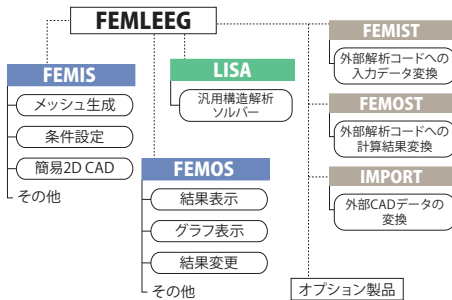 FEMLEEG
FEMIS
メッシュ生成
条件設定
簡易2D CAD
その他
LISA
汎用構造解析
ソルバー
FEMOS
結果表示
グラフ表示
結果変更
その他
FEMIST
外部解析コードへの
入力データ変換
FEMOST
外部解析コードへの
計算結果変換
IMPORT
外部CADデータの
変換
オプション製品